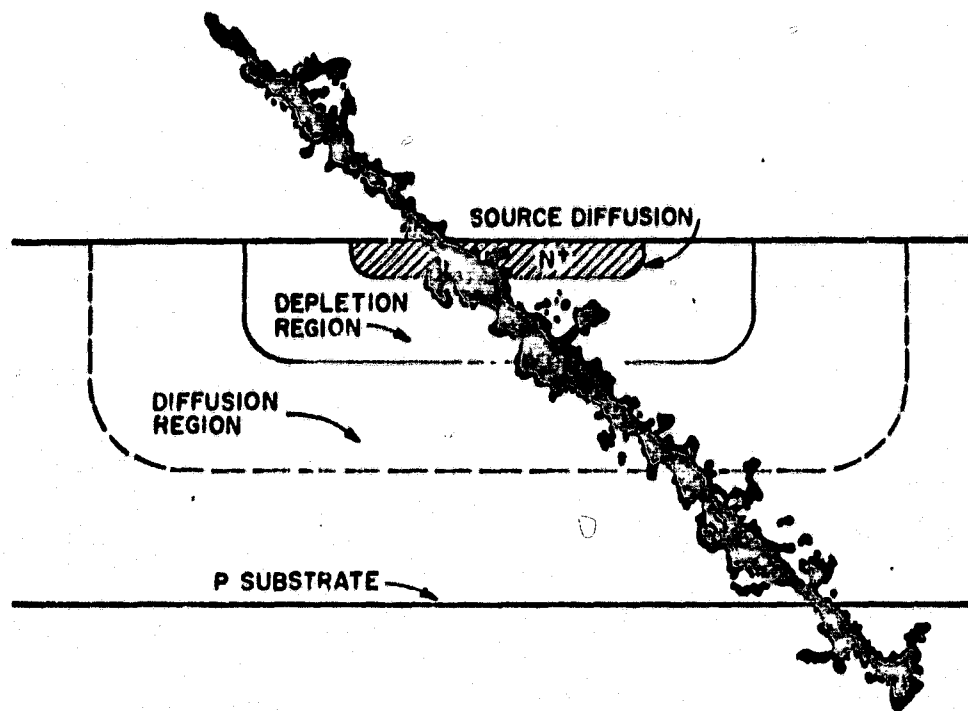 SOURCE DIFFUSION
N+
DEPLETION
REGION
DIFFUSION
REGION
P SUBSTRATE